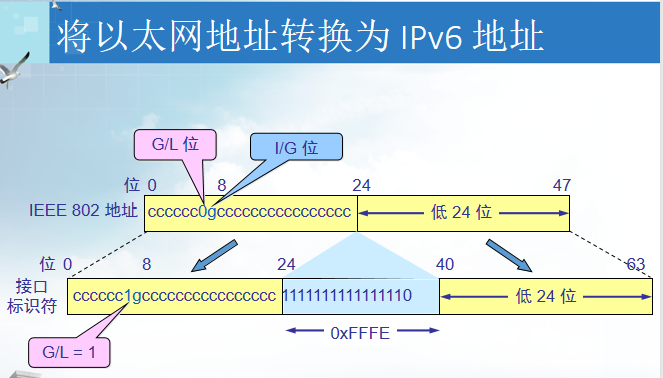 将以太网地址转换为 IPv6 地址
G/L 位
I/G 位
位 0 8 24 47
IEEE 802 地址 cccccc0gcccccccccccccccc 低 24 位
位 0 8 24 40 63
接口
标识符
cccccc1gcccccccccccccccc 1111111111111110 低 24 位
0xFFFE
G/L = 1